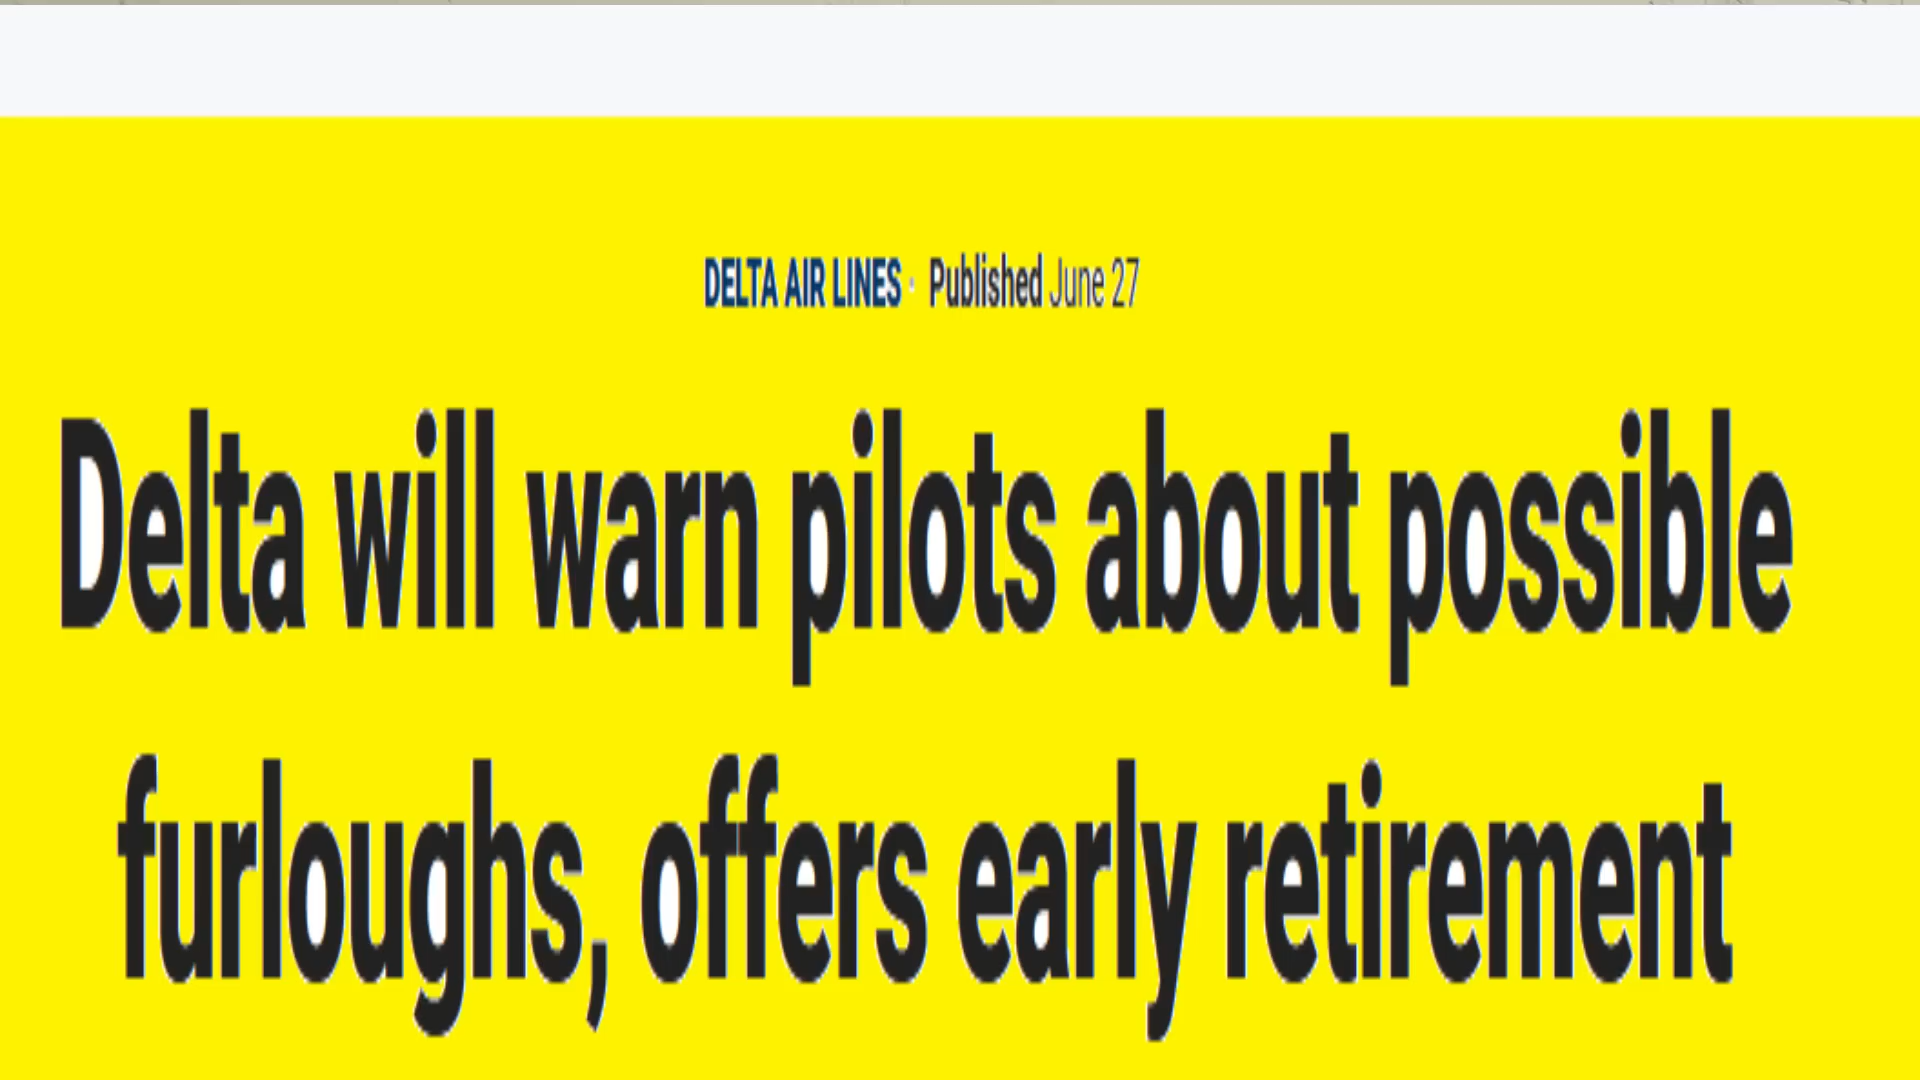 DELTA AIR LINES · Published June 27
Delta will warn pilots about possible
furloughs, offers early retirement